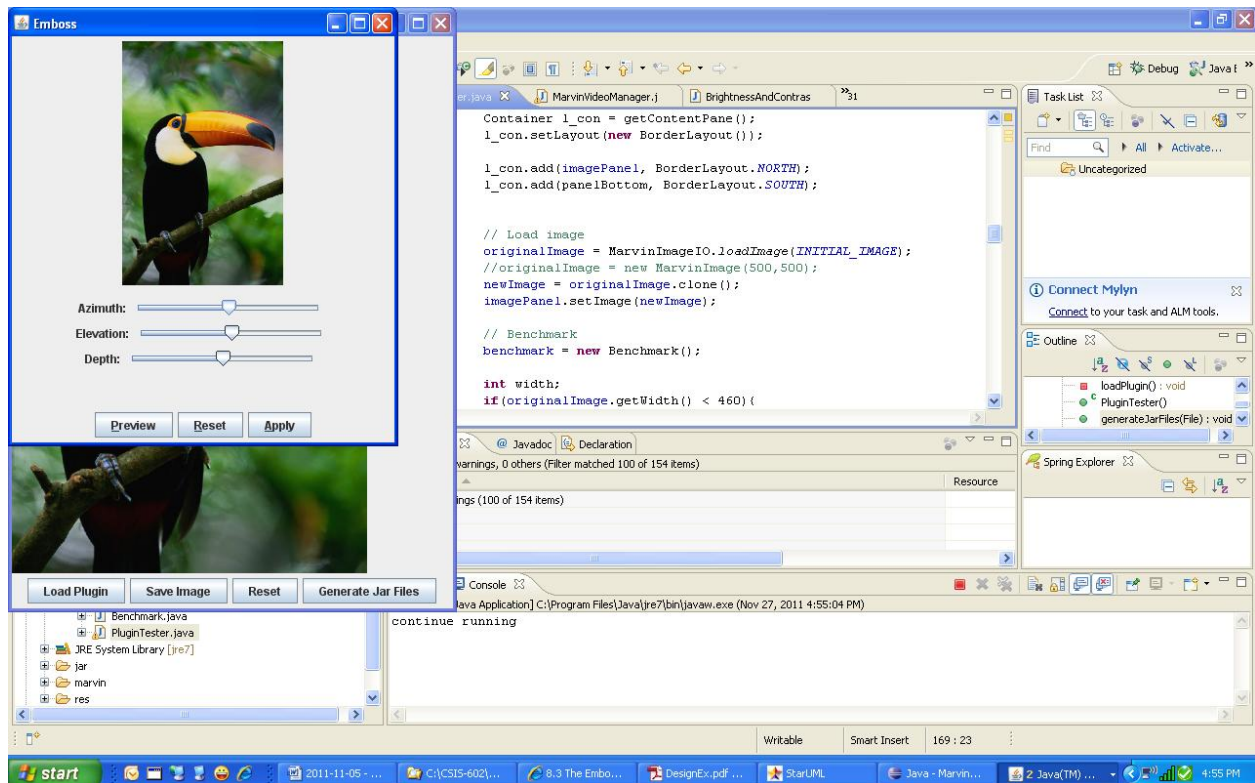 Emboss
Azimuth:
Elevation:
Depth:
Preview Reset Apply
Load Plugin Save Image Reset Generate Jar Files
Debug Java E »
er.java MarvinVideoManager.j BrightnessAndContras »31
Container l_con = getContentPane();
l_con.setLayout(new BorderLayout());
l_con.add(imagePanel, BorderLayout.NORTH);
l_con.add(panelBottom, BorderLayout.SOUTH);
// Load image
originalImage = MarvinImageIO.loadImage(INITIAL_IMAGE);
//originalImage = new MarvinImage(500,500);
newImage = originalImage.clone();
imagePanel.setImage(newImage);
// Benchmark
benchmark = new Benchmark();
int width;
if(originalImage.getWidth() < 460){
Task List
Find All Activate...
Uncategorized
Connect Mylyn
Connect to your task and ALM tools.
Outline
loadPlugin() : void
PluginTester()
generateJarFiles(File) : void
Spring Explorer
@ Javadoc Declaration
warnings, 0 others (Filter matched 100 of 154 items)
Resource
ings (100 of 154 items)
Console
Java Application] C:\Program Files\Java\jre7\bin\javaw.exe (Nov 27, 2011 4:55:04 PM)
continue running
Benchmark.java
PluginTester.java
JRE System Library [jre7]
jar
marvin
res
Writable Smart Insert 169 : 23
start 2011-11-05 - ... C:\CSIS-602\... 8.3 The Embo... DesignEx.pdf ... StarUML Java - Marvin... 2 Java(TM) ... 4:55 PM